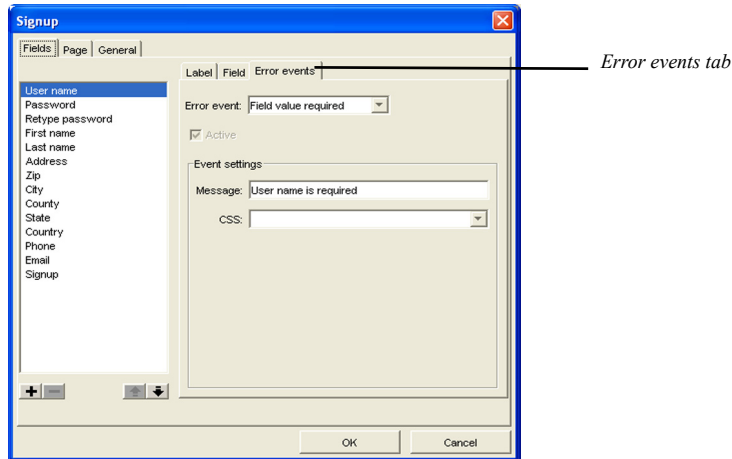 Signup
Fields Page General
Error events tab
Label Field Error events
User name
Password
Retype password
First name
Last name
Address
Zip
City
County
State
Country
Phone
Email
Signup
Error event: Field value required
Active
Event settings
Message: User name is required
CSS:
OK Cancel